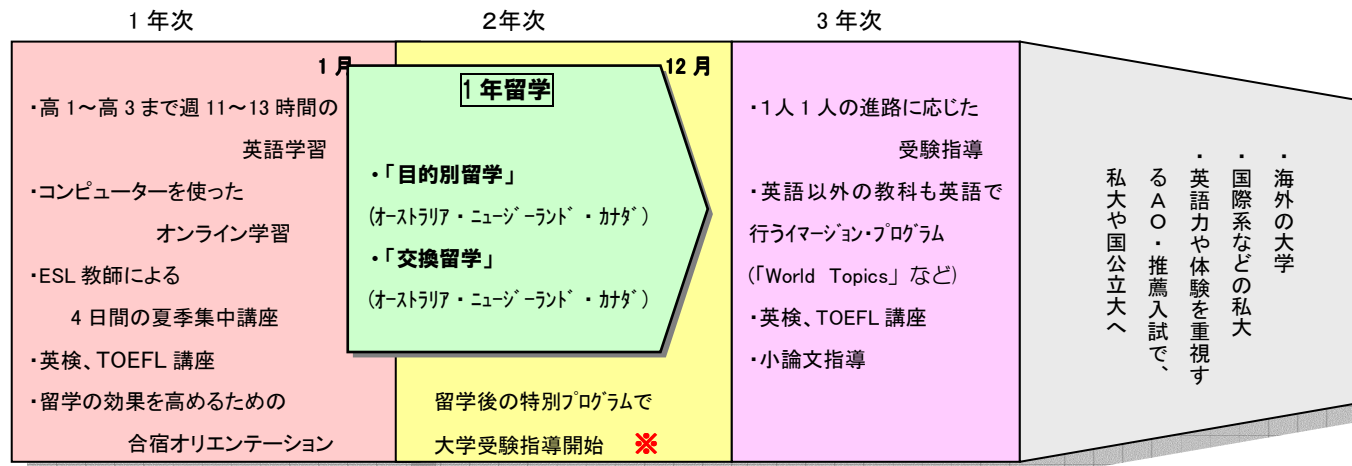 1年次
1月
・高1～高3まで週11～13時間の
英語学習
・コンピューターを使った
オンライン学習
・ESL教師による
4日間の夏季集中講座
・英検、TOEFL講座
・留学の効果を高めるための
合宿オリエンテーション
2年次
12月
1年留学
・「目的別留学」
(ｵｰｽﾄﾗﾘｱ・ﾆｭｰｼﾞｰﾗﾝﾄﾞ・ｶﾅﾀﾞ)
・「交換留学」
(ｵｰｽﾄﾗﾘｱ・ﾆｭｰｼﾞｰﾗﾝﾄﾞ・ｶﾅﾀﾞ)
留学後の特別ﾌﾟﾛｸﾞﾗﾑで
大学受験指導開始 ※
3年次
・1人1人の進路に応じた
受験指導
・英語以外の教科も英語で
行うｲﾏｰｼﾞｮﾝ・ﾌﾟﾛｸﾞﾗﾑ
(「World Topics」など)
・英検、TOEFL講座
・小論文指導
・海外の大学
・国際系などの私大
・英語力や体験を重視す
るＡＯ・推薦入試で、
私大や国公立大へ